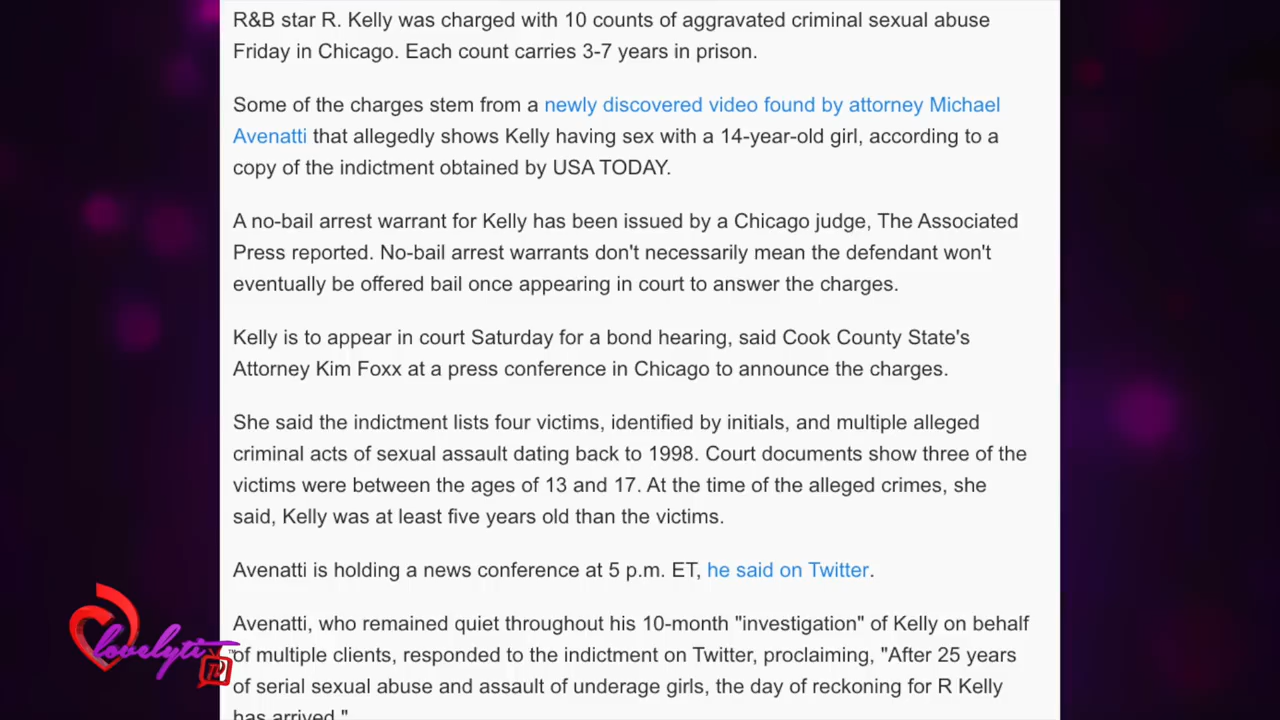 R&B star R. Kelly was charged with 10 counts of aggravated criminal sexual abuse
Friday in Chicago. Each count carries 3-7 years in prison.
Some of the charges stem from a newly discovered video found by attorney Michael
Avenatti that allegedly shows Kelly having sex with a 14-year-old girl, according to a
copy of the indictment obtained by USA TODAY.
A no-bail arrest warrant for Kelly has been issued by a Chicago judge, The Associated
Press reported. No-bail arrest warrants don't necessarily mean the defendant won't
eventually be offered bail once appearing in court to answer the charges.
Kelly is to appear in court Saturday for a bond hearing, said Cook County State's
Attorney Kim Foxx at a press conference in Chicago to announce the charges.
She said the indictment lists four victims, identified by initials, and multiple alleged
criminal acts of sexual assault dating back to 1998. Court documents show three of the
victims were between the ages of 13 and 17. At the time of the alleged crimes, she
said, Kelly was at least five years old than the victims.
Avenatti is holding a news conference at 5 p.m. ET, he said on Twitter.
Avenatti, who remained quiet throughout his 10-month "investigation" of Kelly on behalf
of multiple clients, responded to the indictment on Twitter, proclaiming, "After 25 years
of serial sexual abuse and assault of underage girls, the day of reckoning for R Kelly
has arrived."
lovelyti TV